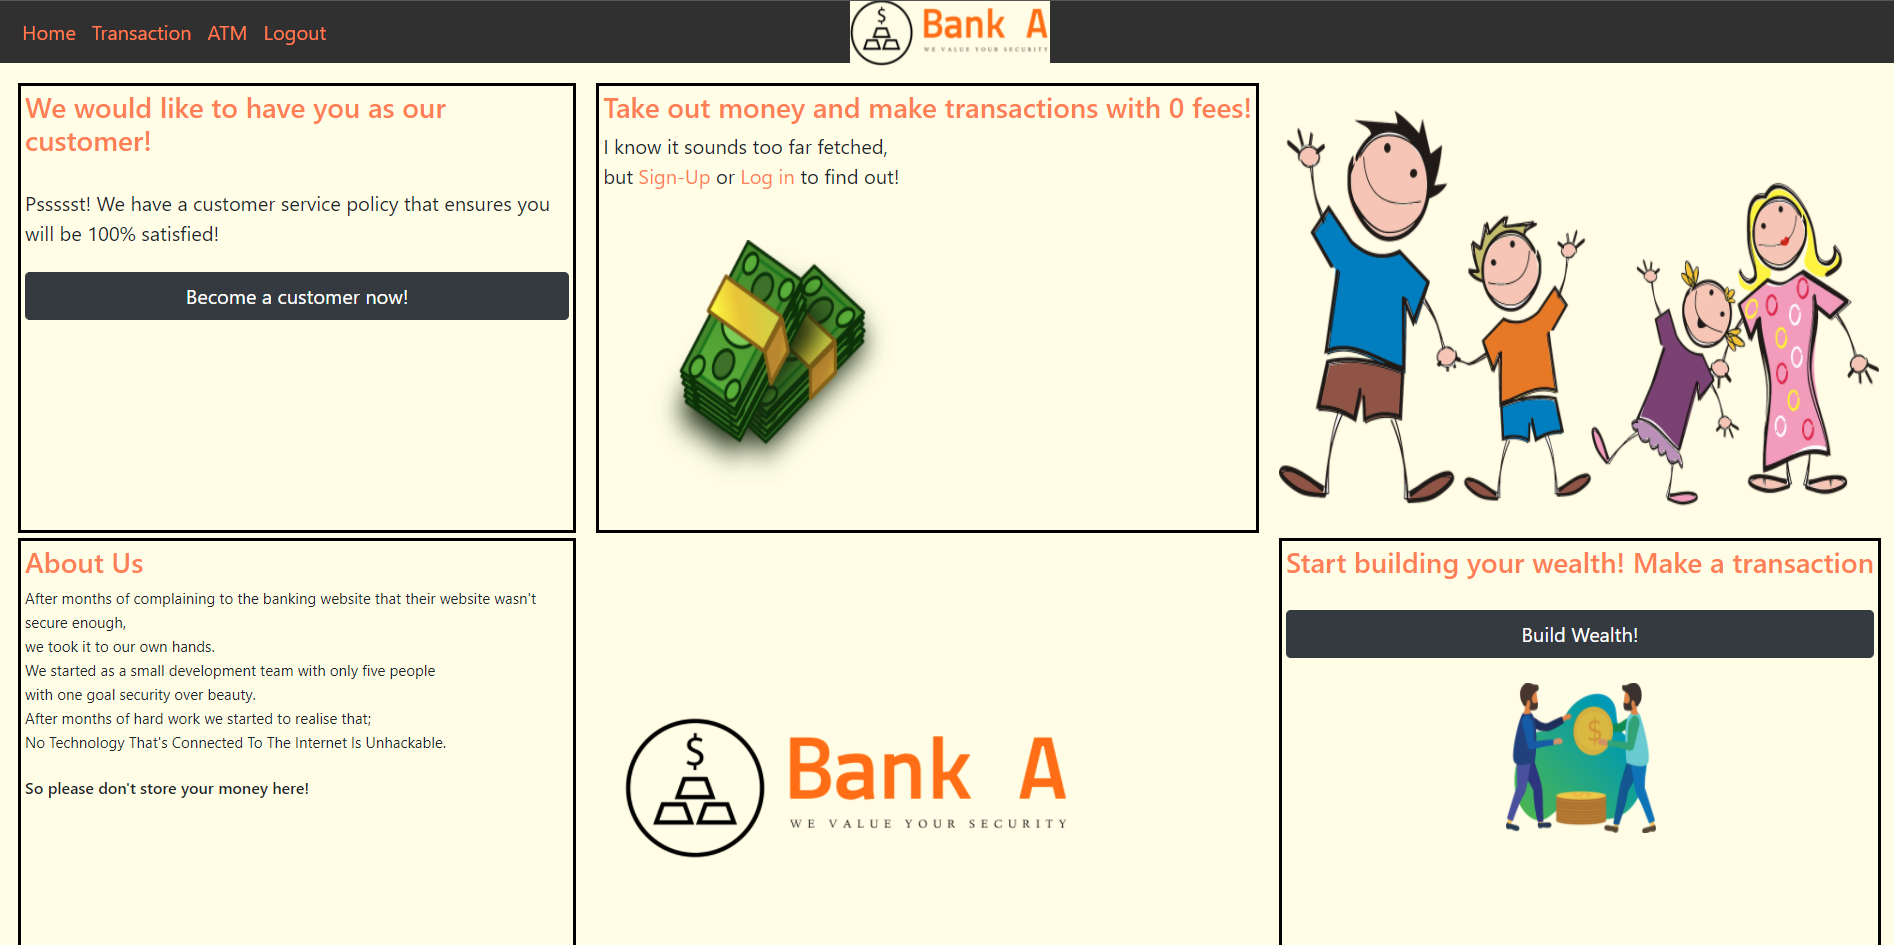 Home Transaction ATM Logout
$
Bank A
WE VALUE YOUR SECURITY
We would like to have you as our
customer!
Pssssst! We have a customer service policy that ensures you
will be 100% satisfied!
Become a customer now!
Take out money and make transactions with 0 fees!
I know it sounds too far fetched,
but Sign-Up or Log in to find out!
About Us
After months of complaining to the banking website that their website wasn't
secure enough,
we took it to our own hands.
We started as a small development team with only five people
with one goal security over beauty.
After months of hard work we started to realise that;
No Technology That's Connected To The Internet Is Unhackable.
So please don't store your money here!
$
Bank A
WE VALUE YOUR SECURITY
Start building your wealth! Make a transaction
Build Wealth!
$